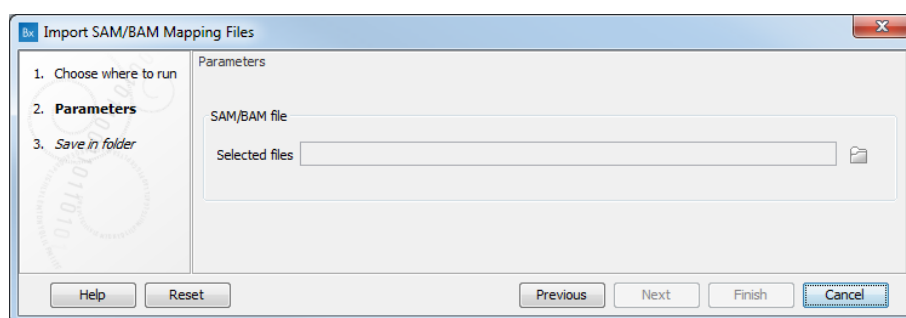 Bx Import SAM/BAM Mapping Files
1. Choose where to run
2. Parameters
3. Save in folder
Parameters
SAM/BAM file
Selected files
Help Reset Previous Next Finish Cancel